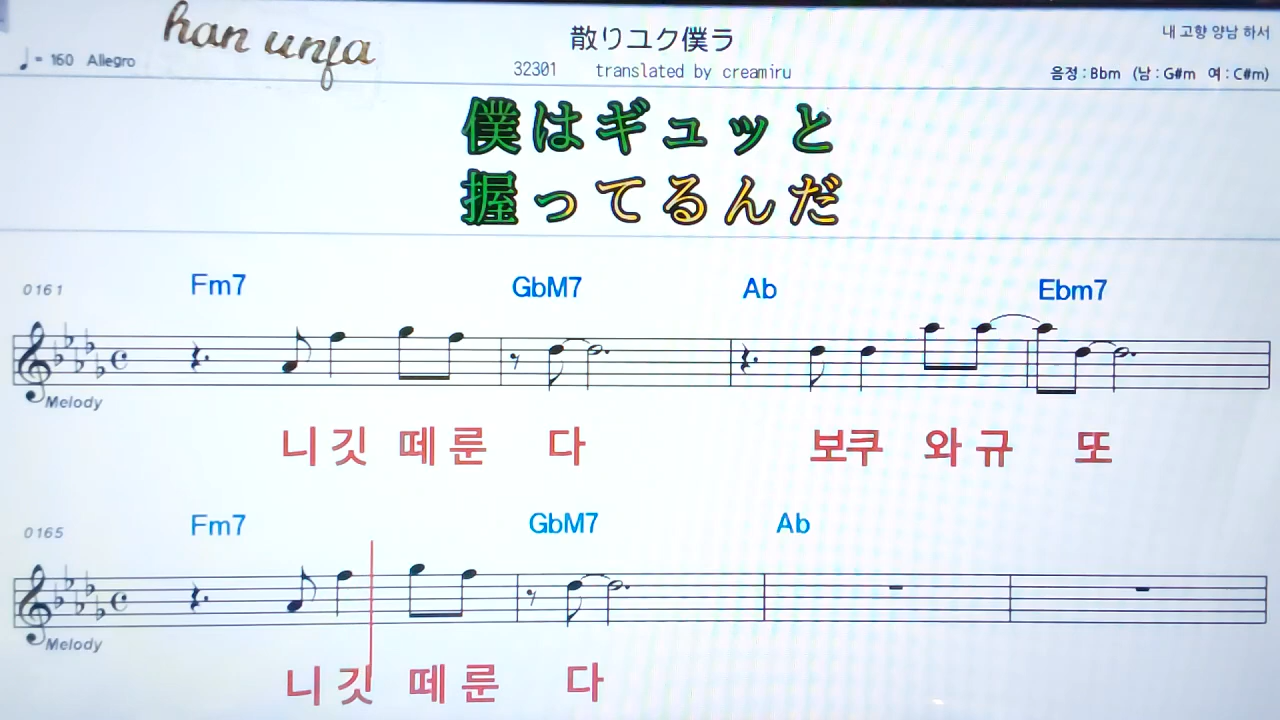 han unfa
散りユク僕ラ
내 고향 양남 하서
♩= 160 Allegro
32301 translated by creamiru
음정 : Bbm (남 : G#m 여 : C#m)
僕はギュッと
握ってるんだ
0161 Fm7 GbM7 Ab Ebm7
Melody
니 깃 떼 룬 다 보쿠 와 규 또
0165 Fm7 GbM7 Ab
Melody
니 깃 떼 룬 다